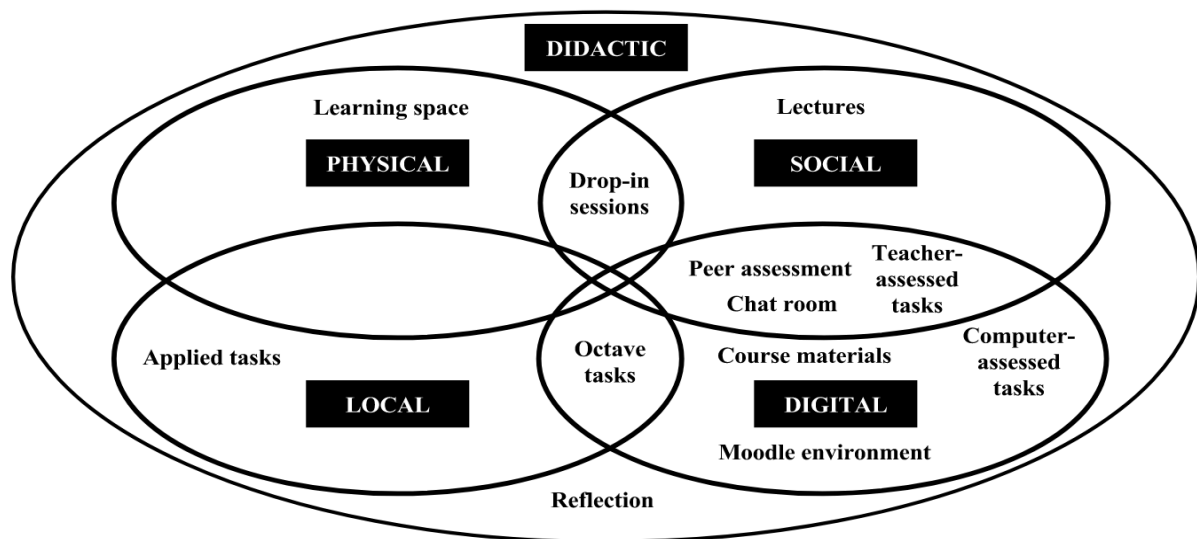 DIDACTIC
Learning space
Lectures
PHYSICAL
SOCIAL
Drop-in
sessions
Peer assessment
Teacher-
assessed
tasks
Chat room
Applied tasks
Octave
tasks
Course materials
Computer-
assessed
tasks
LOCAL
DIGITAL
Moodle environment
Reflection